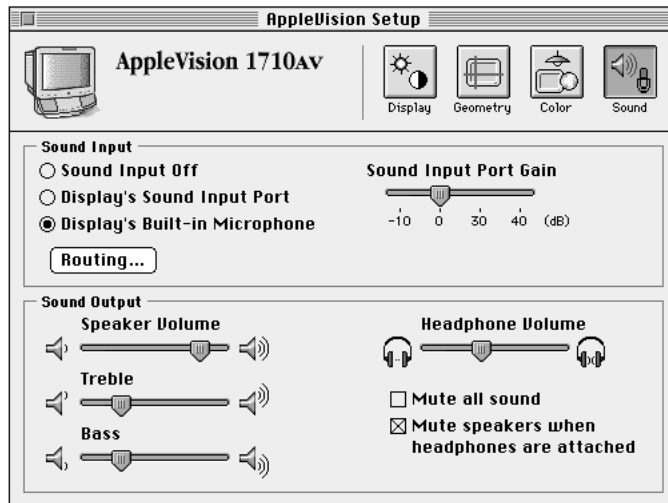 AppleVision Setup
AppleVision 1710AV
Display
Geometry
Color
Sound
Sound Input
Sound Input Off
Display's Sound Input Port
Display's Built-in Microphone
Routing...
Sound Input Port Gain
-10 0 30 40 (dB)
Sound Output
Speaker Volume
Treble
Bass
Headphone Volume
Mute all sound
Mute speakers when
headphones are attached